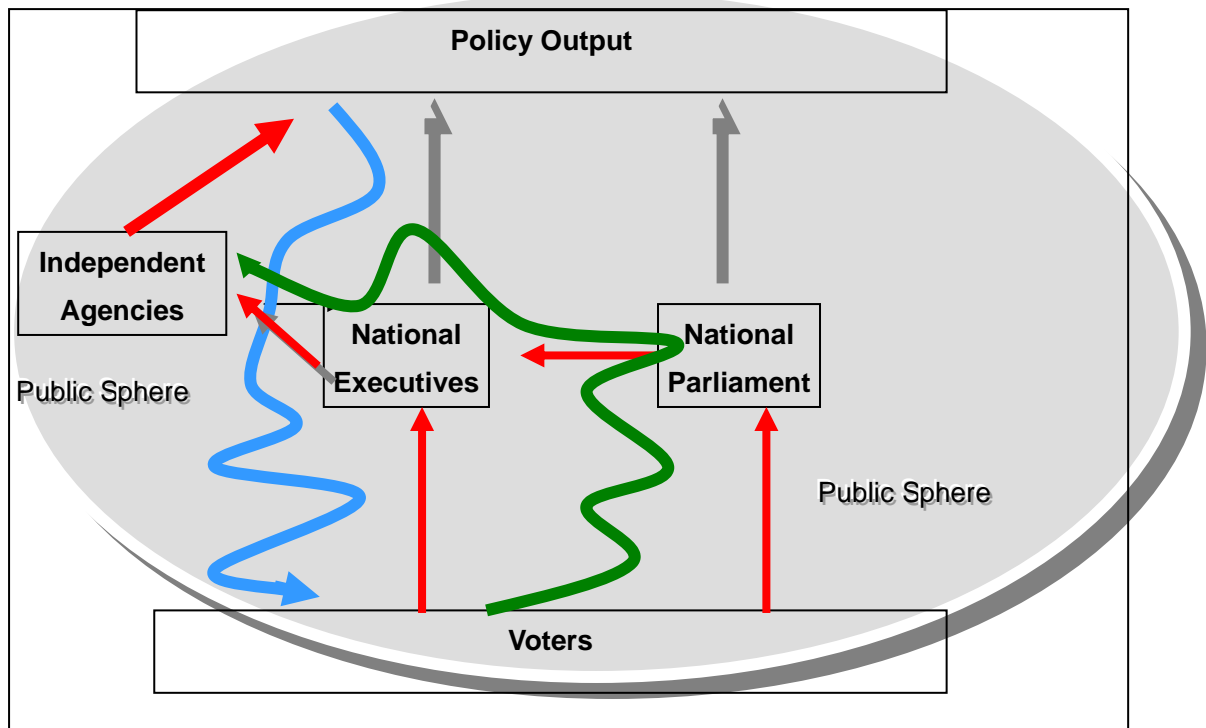 Policy Output
Independent
Agencies
National
Executives
National
Parliament
Public Sphere
Public Sphere
Voters